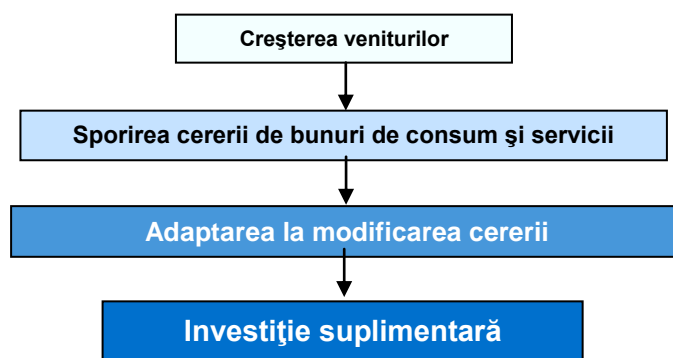 Creşterea veniturilor
Sporirea cererii de bunuri de consum şi servicii
Adaptarea la modificarea cererii
Investiţie suplimentară